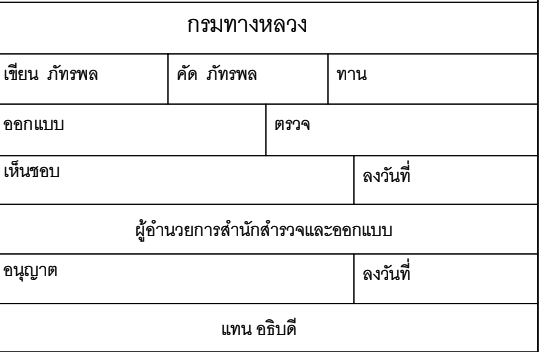 กรมทางหลวง
เขียน ภัทรพล คัด ภัทรพล ทาน
ออกแบบ ตรวจ
เห็นชอบ ลงวันที่
ผู้อำนวยการสำนักสำรวจและออกแบบ
อนุญาต ลงวันที่
แทน อธิบดี